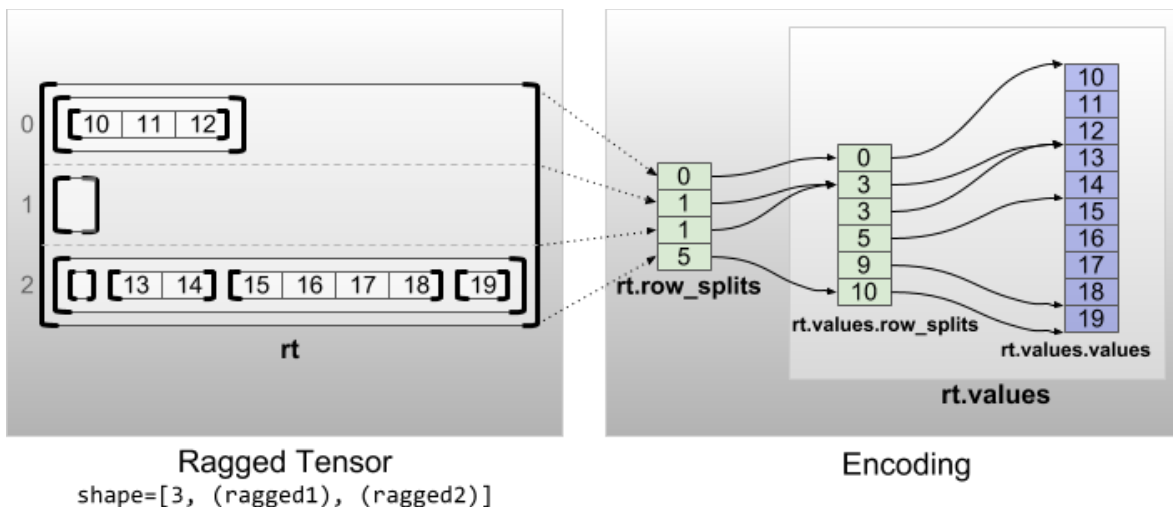 0
10 11 12
1
2
13 14 15 16 17 18 19
rt
0
1
1
5
rt.row_splits
0
3
3
5
9
10
rt.values.row_splits
10
11
12
13
14
15
16
17
18
19
rt.values.values
rt.values
Ragged Tensor
shape=[3, (ragged1), (ragged2)]
Encoding